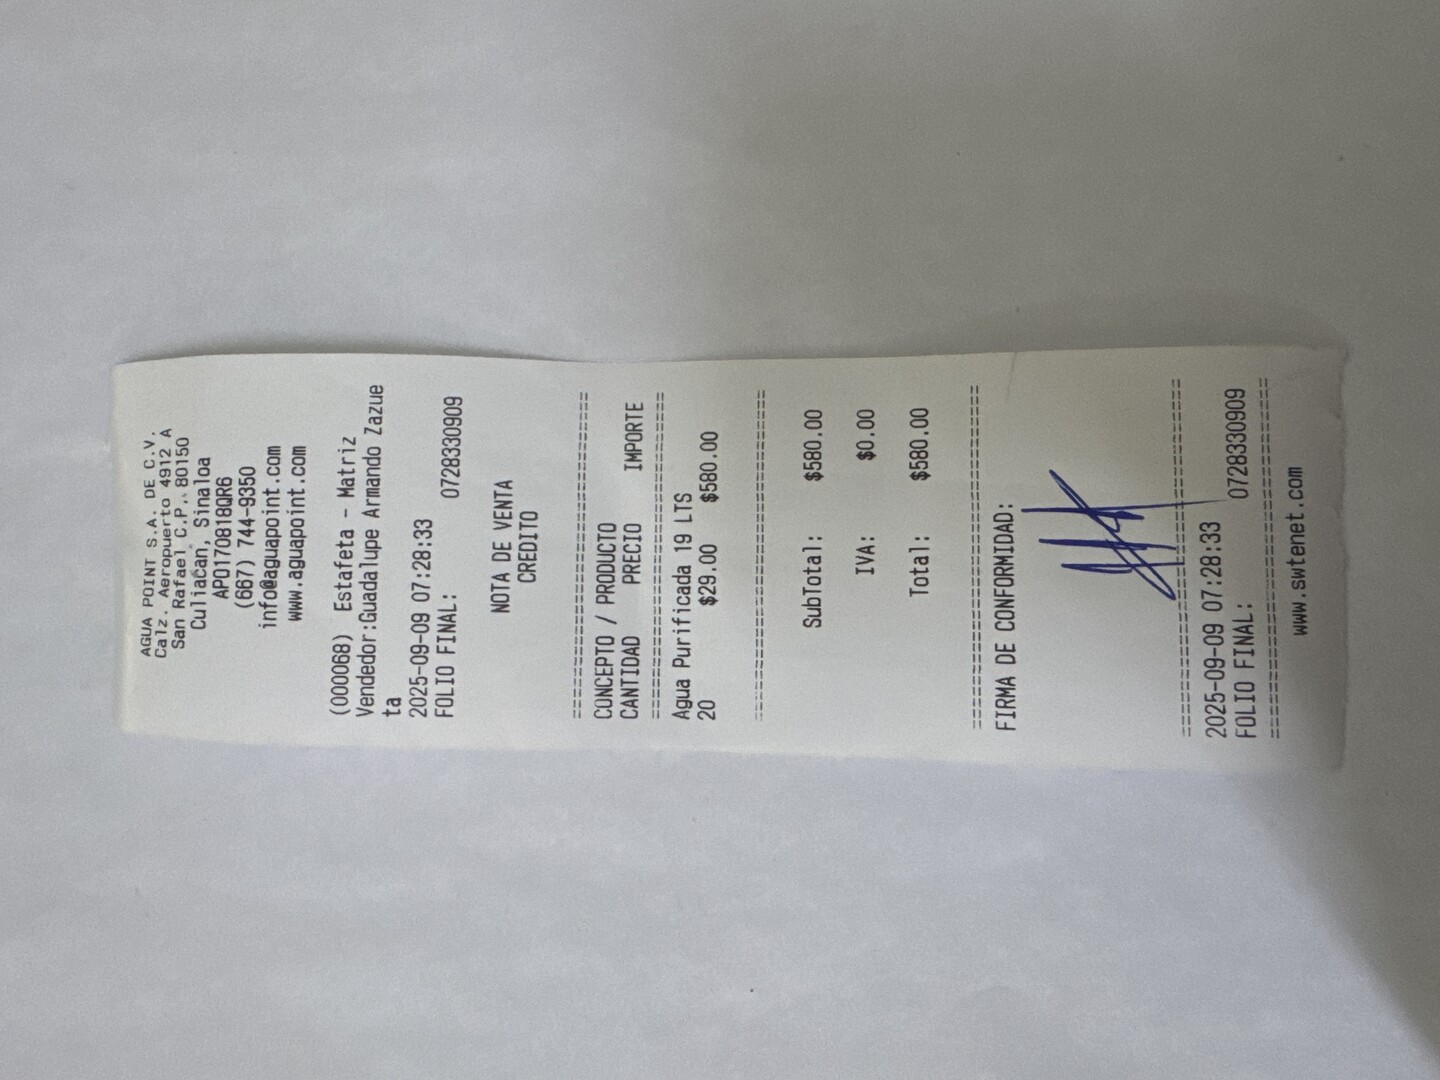 AGUA POINT S.A. DE C.V.
Calz. Aeropuerto 4912 A
San Rafael C.P. 80150
Culiacan, Sinaloa
APO170818QR6
(667) 744-9350
info@aguapoint.com
www.aguapoint.com
(000068) Estafeta - Matriz
Vendedor:Guadalupe Armando Zazue
ta
2025-09-09 07:28:33
FOLIO FINAL: 0728330909
NOTA DE VENTA
CREDITO
================================
CONCEPTO / PRODUCTO
CANTIDAD PRECIO IMPORTE
================================
Agua Purificada 19 LTS
20 $29.00 $580.00
================================
SubTotal: $580.00
IVA: $0.00
Total: $580.00
================================
FIRMA DE CONFORMIDAD:
================================
2025-09-09 07:28:33
FOLIO FINAL: 0728330909
================================
www.swtenet.com